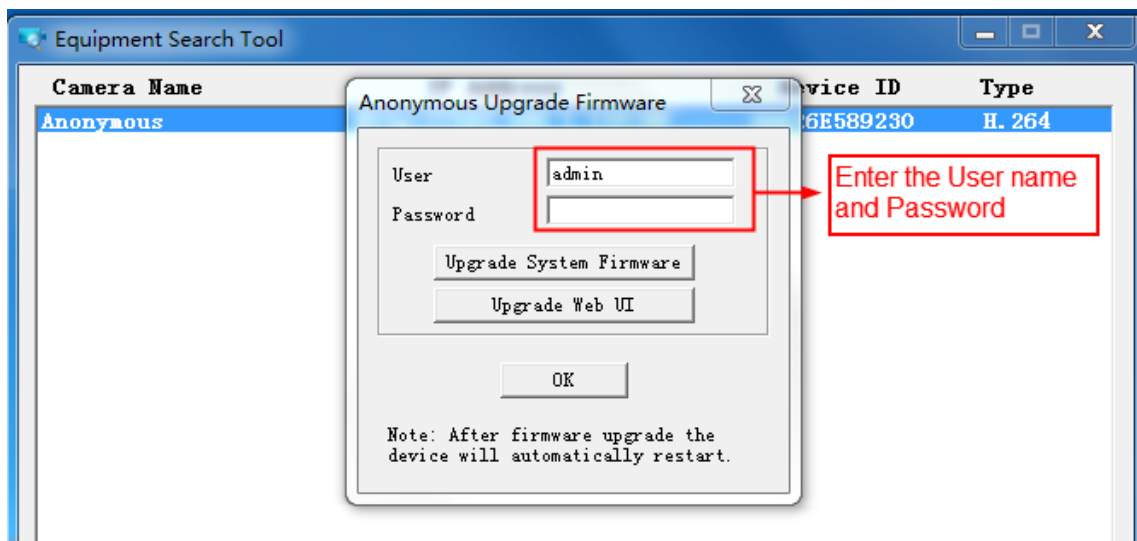 Equipment Search Tool
Camera Name
Device ID
Type
Anonymous
6E589230
H.264
Anonymous Upgrade Firmware
User
admin
Password
Enter the User name
and Password
Upgrade System Firmware
Upgrade Web UI
OK
Note: After firmware upgrade the
device will automatically restart.